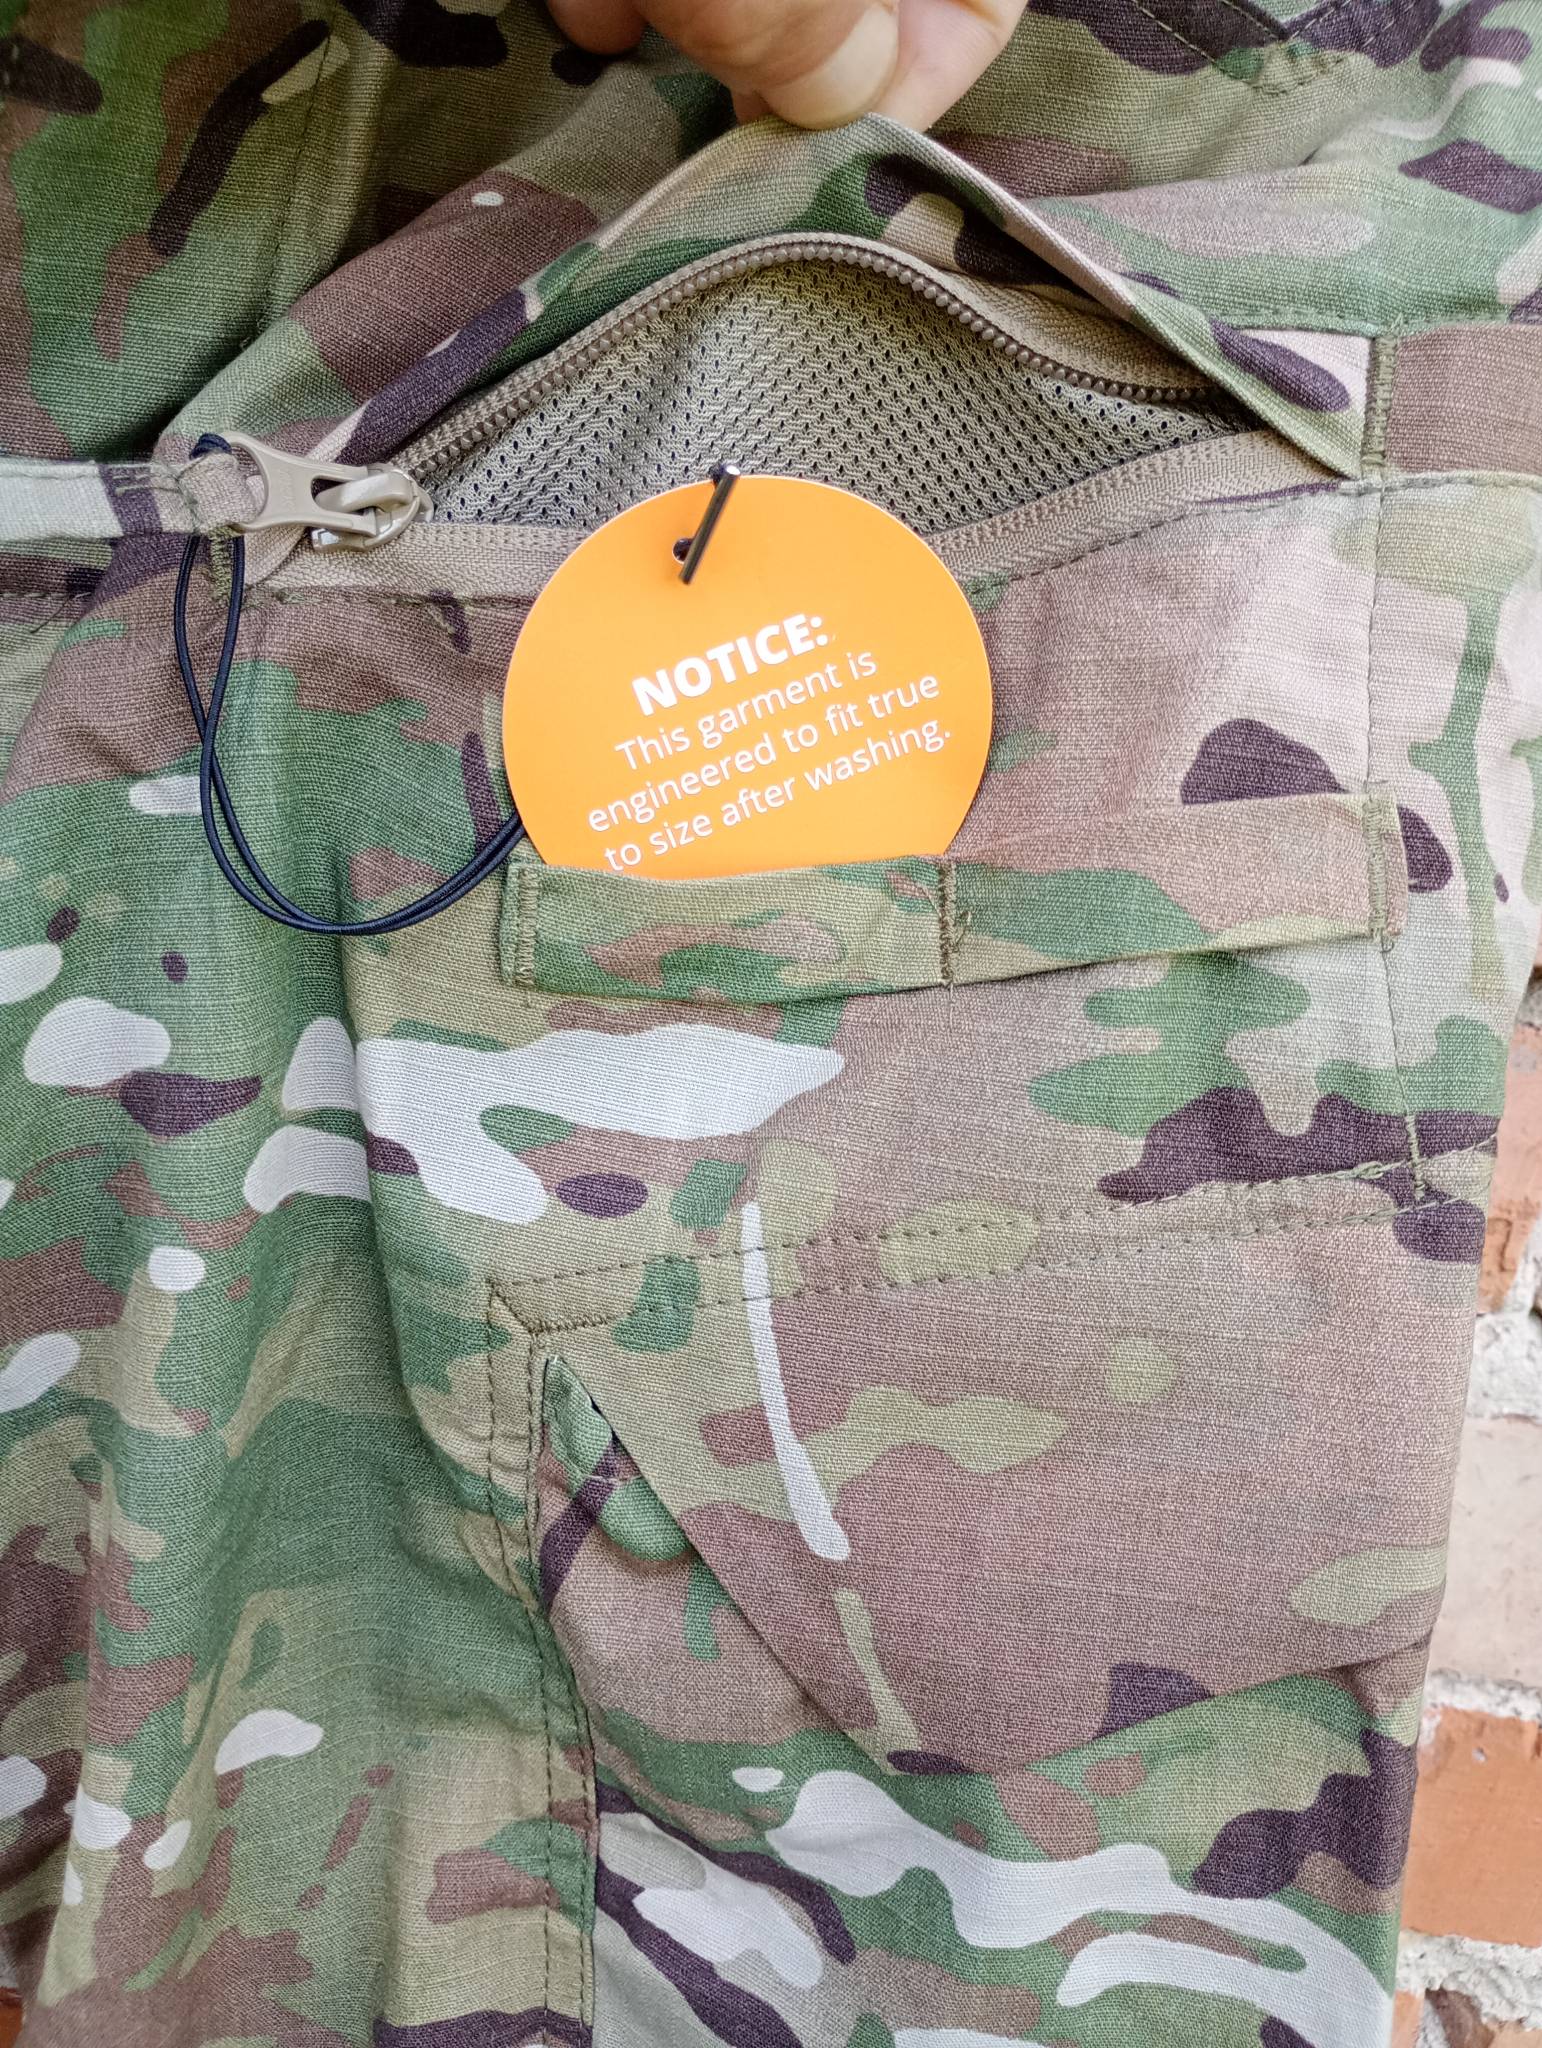 NOTICE:
This garment is
engineered to fit true
to size after washing.